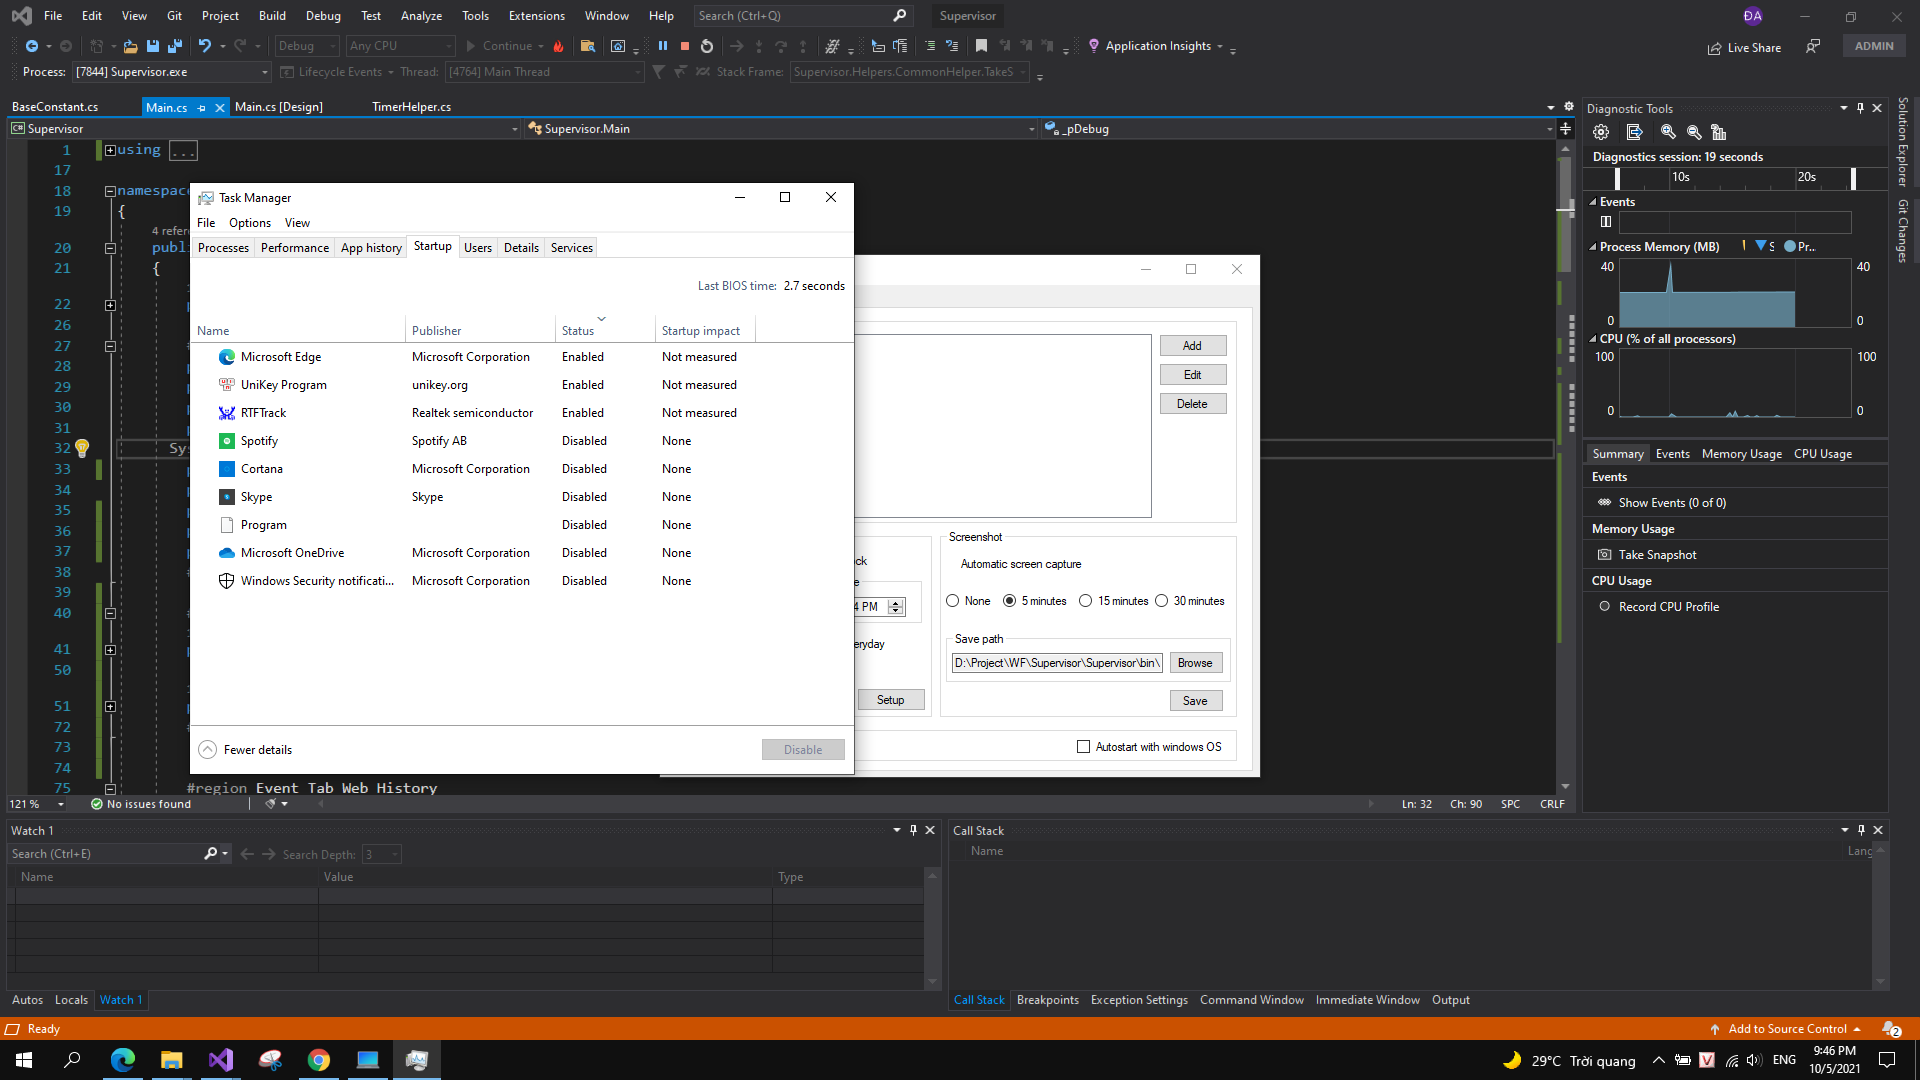 File Edit View Git Project Build Debug Test Analyze Tools Extensions Window Help Search (Ctrl+Q) Supervisor ĐA
Debug Any CPU Continue Application Insights Live Share ADMIN
Process: [7844] Supervisor.exe Lifecycle Events Thread: [4764] Main Thread Stack Frame: Supervisor.Helpers.CommonHelper.TakeS
BaseConstant.cs Main.cs Main.cs [Design] TimerHelper.cs
Supervisor Supervisor.Main _pDebug
1 using ...
17
18 namespace
19 {
4 refere
20 publi
21 {
22
26
27
28
29
30
31
32 Sys
33
34
35
36
37
38
39
40
41
50
51
72
73
74
75 #region Event Tab Web History
Task Manager
File Options View
Processes Performance App history Startup Users Details Services
Last BIOS time: 2.7 seconds
Name Publisher Status Startup impact
Microsoft Edge Microsoft Corporation Enabled Not measured
UniKey Program unikey.org Enabled Not measured
RTFTrack Realtek semiconductor Enabled Not measured
Spotify Spotify AB Disabled None
Cortana Microsoft Corporation Disabled None
Skype Skype Disabled None
Program Disabled None
Microsoft OneDrive Microsoft Corporation Disabled None
Windows Security notificati... Microsoft Corporation Disabled None
Fewer details Disable
Add
Edit
Delete
ck
e
4 PM
eryday
Setup
Screenshot
Automatic screen capture
None 5 minutes 15 minutes 30 minutes
Save path
D:\Project\WF\Supervisor\Supervisor\bin\ Browse
Save
Autostart with windows OS
Diagnostic Tools
Diagnostics session: 19 seconds
10s 20s
Events
Process Memory (MB) S Pr...
40 40
0 0
CPU (% of all processors)
100 100
0 0
Summary Events Memory Usage CPU Usage
Events
Show Events (0 of 0)
Memory Usage
Take Snapshot
CPU Usage
Record CPU Profile
Solution Explorer
Git Changes
121 % No issues found Ln: 32 Ch: 90 SPC CRLF
Watch 1
Search (Ctrl+E) Search Depth: 3
Name Value Type
Autos Locals Watch 1
Call Stack
Name Lang
Call Stack Breakpoints Exception Settings Command Window Immediate Window Output
Ready Add to Source Control 2
29°C Trời quang V ENG 9:46 PM
10/5/2021